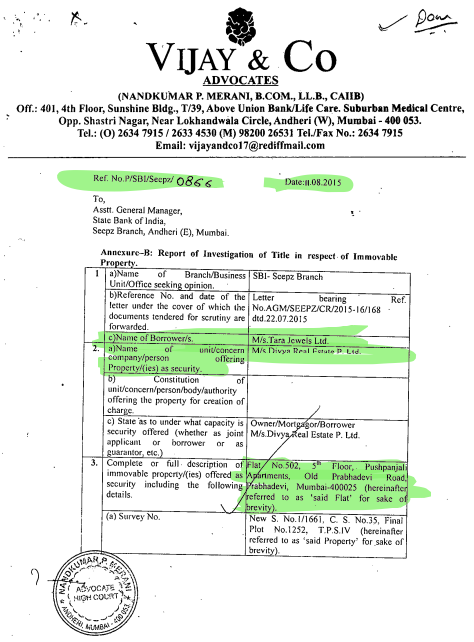 Done
VIJAY & CO
ADVOCATES
(NANDKUMAR P. MERANI, B.COM., LL.B., CAIIB)
Off.: 401, 4th Floor, Sunshine Bldg., T/39, Above Union Bank/Life Care. Suburban Medical Centre,
Opp. Shastri Nagar, Near Lokhandwala Circle, Andheri (W), Mumbai - 400 053.
Tel.: (O) 2634 7915 / 2633 4530 (M) 98200 26531 Tel./Fax No.: 2634 7915
Email: vijayandco17@rediffmail.com
Ref. No.P/SBI/Seepz/ 0866 Date:11.08.2015
To,
Asstt. General Manager,
State Bank of India,
Seepz Branch, Andheri (E), Mumbai.
Annexure-B: Report of Investigation of Title in respect of Immovable
Property.
1 a)Name of Branch/Business SBI- Seepz Branch
Unit/Office seeking opinion.
b)Reference No. and date of the Letter bearing Ref.
letter under the cover of which the No.AGM/SEEPZ/CR/2015-16/168
documents tendered for scrutiny are dtd.22.07.2015
forwarded.
c)Name of Borrower/s. M/s.Tara Jewels Ltd.
2. a)Name of unit/concern M/s.Divya Real Estate P. Ltd.
company/person offering
Property/(ies) as security.
b) Constitution of
unit/concern/person/body/authority
offering the property for creation of
charge.
c) State as to under what capacity is Owner/Mortgagor/Borrower
security offered (whether as joint M/s.Divya Real Estate P. Ltd.
applicant or borrower or as
guarantor, etc.)
3. Complete or full description of Flat No.502, 5th Floor, Pushpanjali
immovable property/(ies) offered as Apartments, Old Prabhadevi Road,
security including the following Prabhadevi, Mumbai-400025 (hereinafter
details. referred to as 'said Flat' for sake of
brevity).
(a) Survey No. New S. No.1/1661, C. S. No.35, Final
Plot No.1252, T.P.S.IV (hereinafter
referred to as 'said Property' for sake of
brevity).
NANDKUMAR P. MERANI
ADVOCATE
HIGH COURT
ANDHERI, MUMBAI - 400 053.